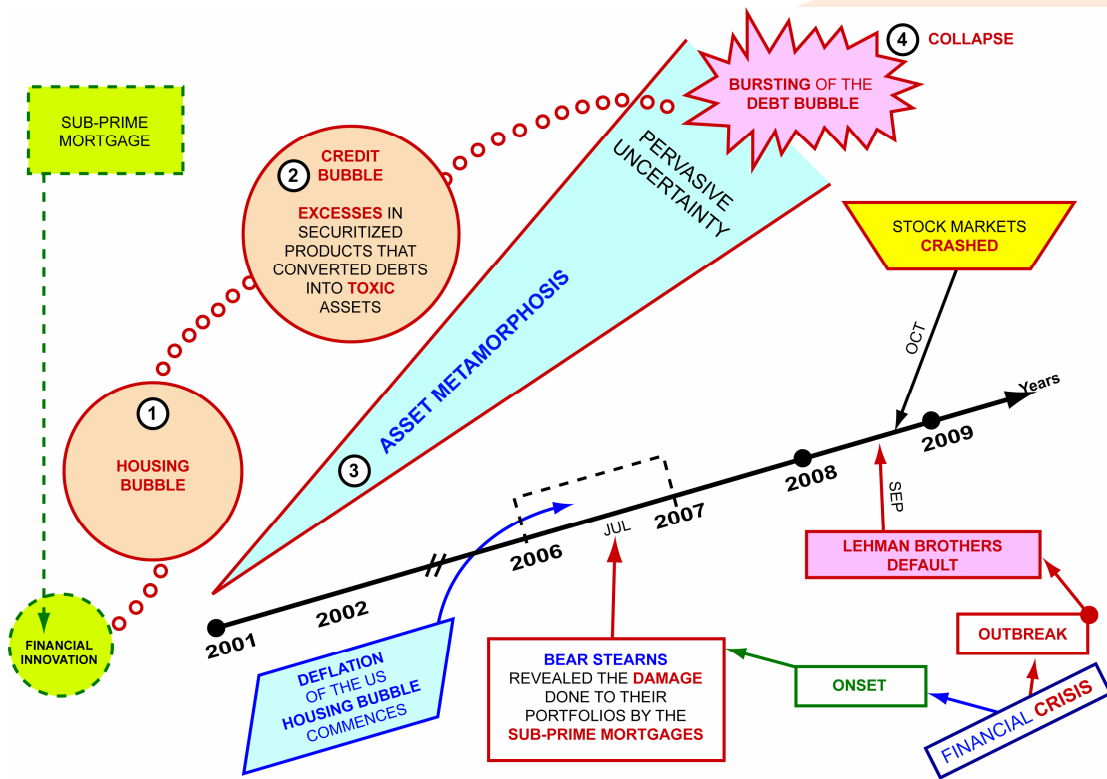 4
COLLAPSE
BURSTING OF THE
DEBT BUBBLE
SUB-PRIME
MORTGAGE
2
CREDIT
BUBBLE
EXCESSES IN
SECURITIZED
PRODUCTS THAT
CONVERTED DEBTS
INTO TOXIC
ASSETS
PERVASIVE
UNCERTAINTY
STOCK MARKETS
CRASHED
ASSET METAMORPHOSIS
3
OCT
1
HOUSING
BUBBLE
Years
2009
2008
2007
2006
2002
2001
JUL
SEP
LEHMAN BROTHERS
DEFAULT
FINANCIAL
INNOVATION
DEFLATION
OF THE US
HOUSING BUBBLE
COMMENCES
BEAR STEARNS
REVEALED THE DAMAGE
DONE TO THEIR
PORTFOLIOS BY THE
SUB-PRIME MORTGAGES
OUTBREAK
ONSET
FINANCIAL CRISIS